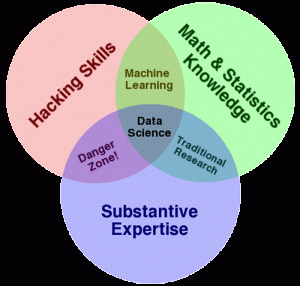 Hacking Skills
Math & Statistics
Knowledge
Machine
Learning
Data
Science
Danger
Zone!
Traditional
Research
Substantive
Expertise